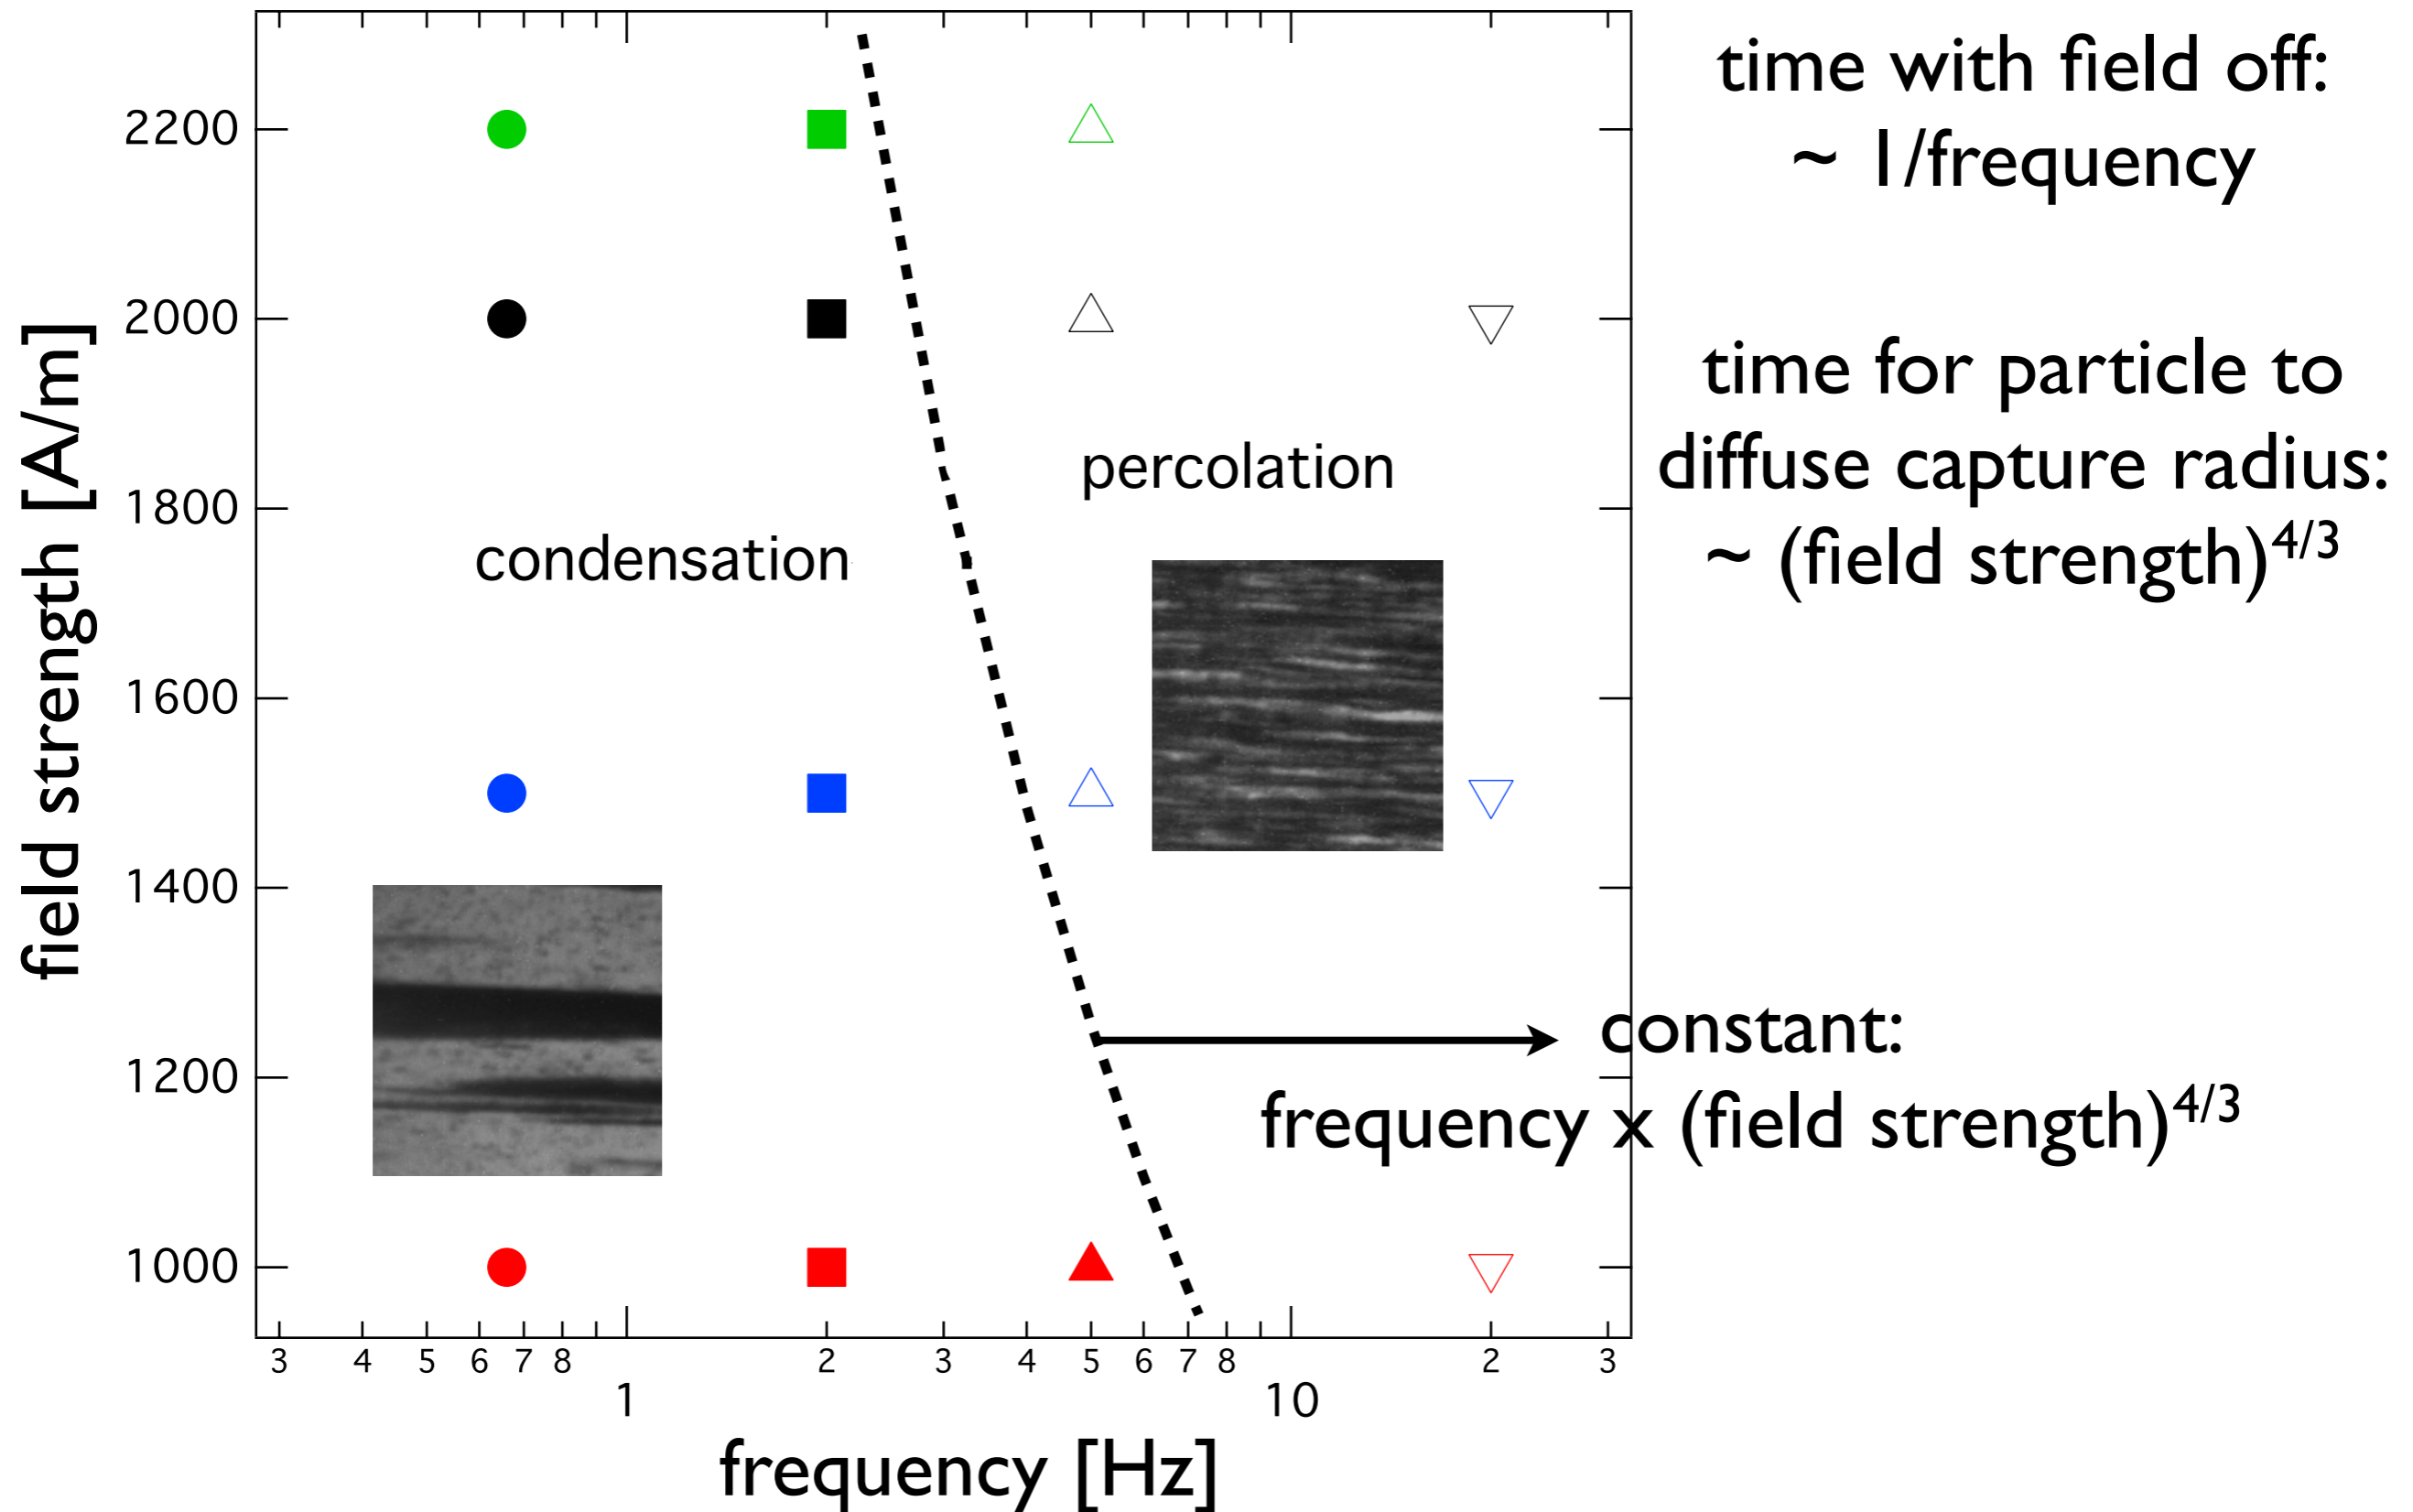 time with field off:
~ 1/frequency
time for particle to
diffuse capture radius:
~ (field strength)^4/3
field strength [A/m]
2200
2000
1800
1600
1400
1200
1000
percolation
condensation
constant:
frequency x (field strength)^4/3
3 4 5 6 7 8 2 3 4 5 6 7 8 2 3
1 10
frequency [Hz]